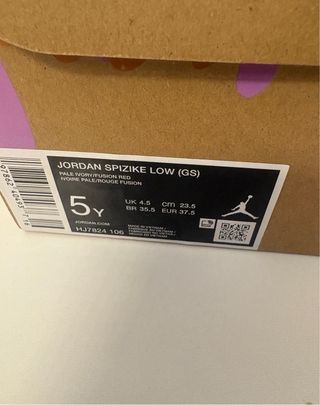 JORDAN SPIZIKE LOW (GS)
PALE IVORY/FUSION RED
IVOIRE PALE/ROUGE FUSION
5Y
UK 4.5 cm 23.5
BR 35.5 EUR 37.5
JORDAN.COM
HJ7824 106
MADE IN VIETNAM